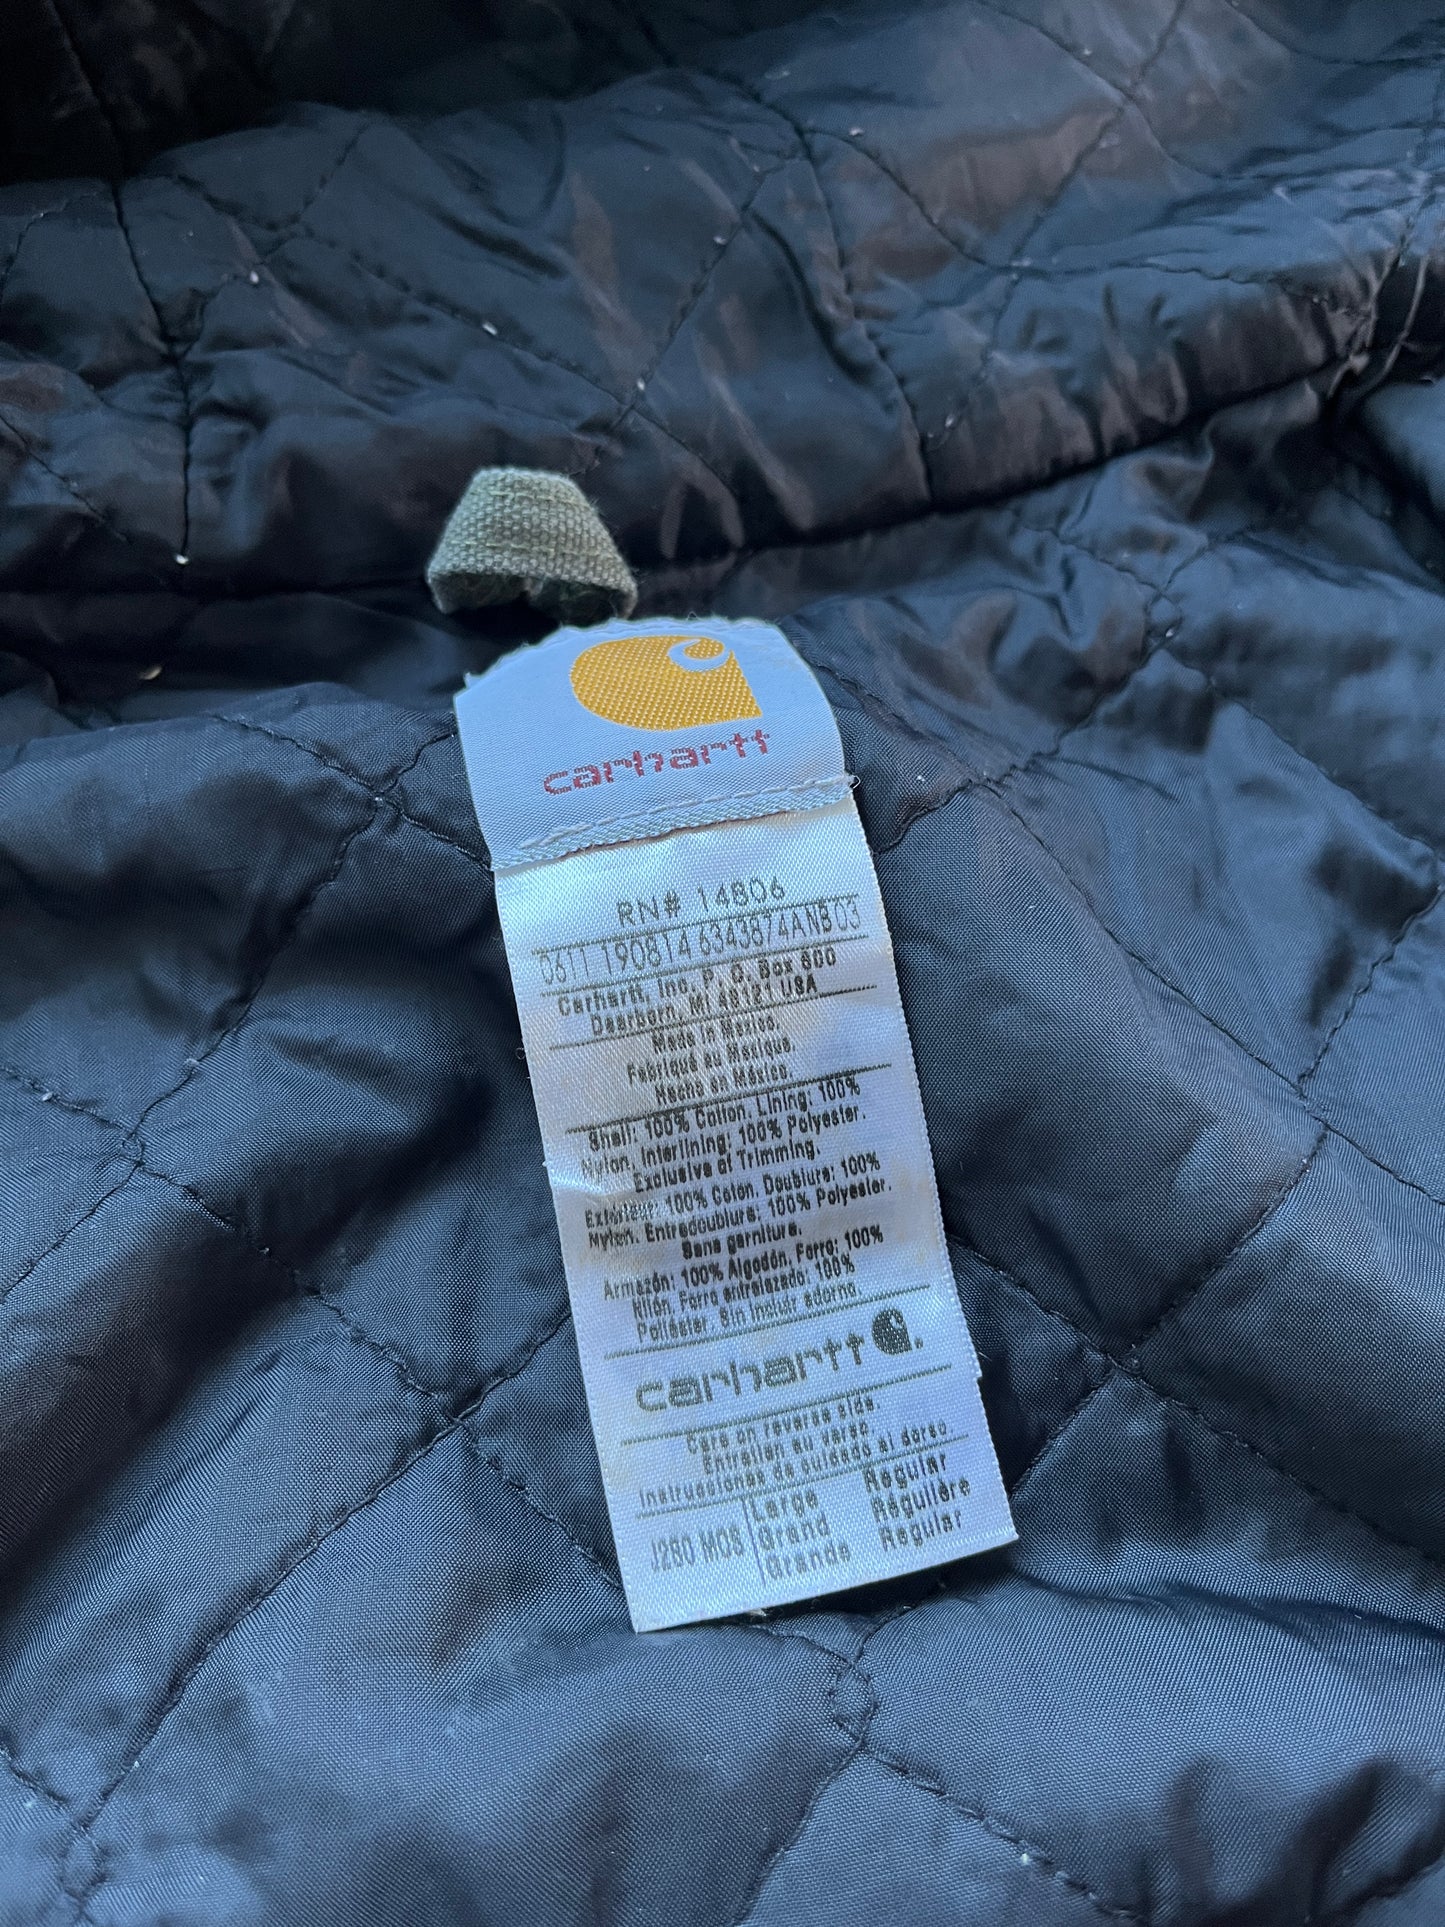 carhartt
RN# 14806
0611 190814 6343874ANB03
Carhartt, Inc. P. O. Box 600
Dearborn, MI 48121 USA
Made in Mexico.
Fabriqué au Mexique.
Hecho en México.
Shell: 100% Cotton. Lining: 100%
Nylon. Interlining: 100% Polyester.
Exclusive of Trimming.
Extérieur: 100% Coton. Doublure: 100%
Nylon. Entredoublure: 100% Polyester.
Sans garniture.
Armazón: 100% Algodón. Forro: 100%
Nilón. Forro entrelazado: 100%
Poliéster. Sin incluir adorno.
carhartt
Care on reverse side.
Entretien au verso.
Instrucciones de cuidado al dorso.
J280 MOS
Large Regular
Grand Régulière
Grande Regular